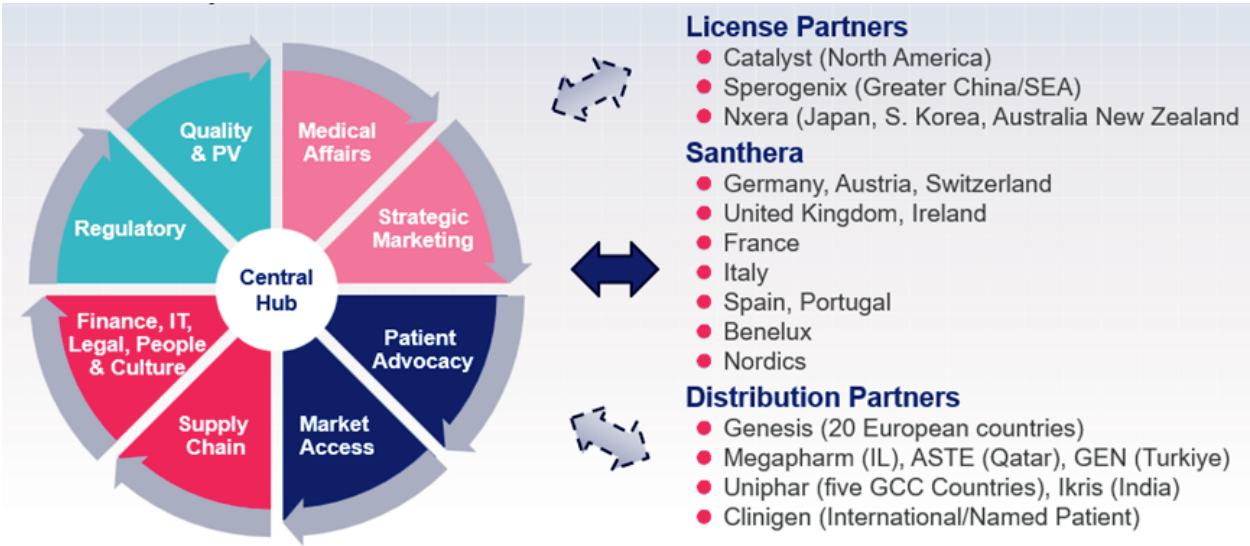 Quality
& PV
Medical
Affairs
Regulatory
Strategic
Marketing
Central
Hub
Finance, IT,
Legal, People
& Culture
Patient
Advocacy
Supply
Chain
Market
Access
License Partners
Catalyst (North America)
Sperogenix (Greater China/SEA)
Nxera (Japan, S. Korea, Australia New Zealand
Santhera
Germany, Austria, Switzerland
United Kingdom, Ireland
France
Italy
Spain, Portugal
Benelux
Nordics
Distribution Partners
Genesis (20 European countries)
Megapharm (IL), ASTE (Qatar), GEN (Turkiye)
Uniphar (five GCC Countries), Ikris (India)
Clinigen (International/Named Patient)